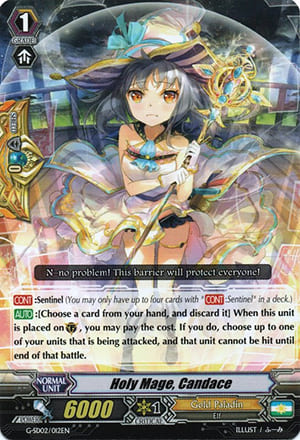 1
GRADE
N-no problem! This barrier will protect everyone!
CONT :Sentinel (You may only have up to four cards with "CONT:Sentinel" in a deck.)
AUTO :[Choose a card from your hand, and discard it] When this
unit is placed on , you may pay the cost. If you do, choose up to one
of your units that is being attacked, and that unit cannot be hit until
end of that battle.
NORMAL
UNIT
Holy Mage, Candace
POWER
6000
1
CRITICAL
Gold Paladin
Elf
G-SD02/012EN
ILLUST /